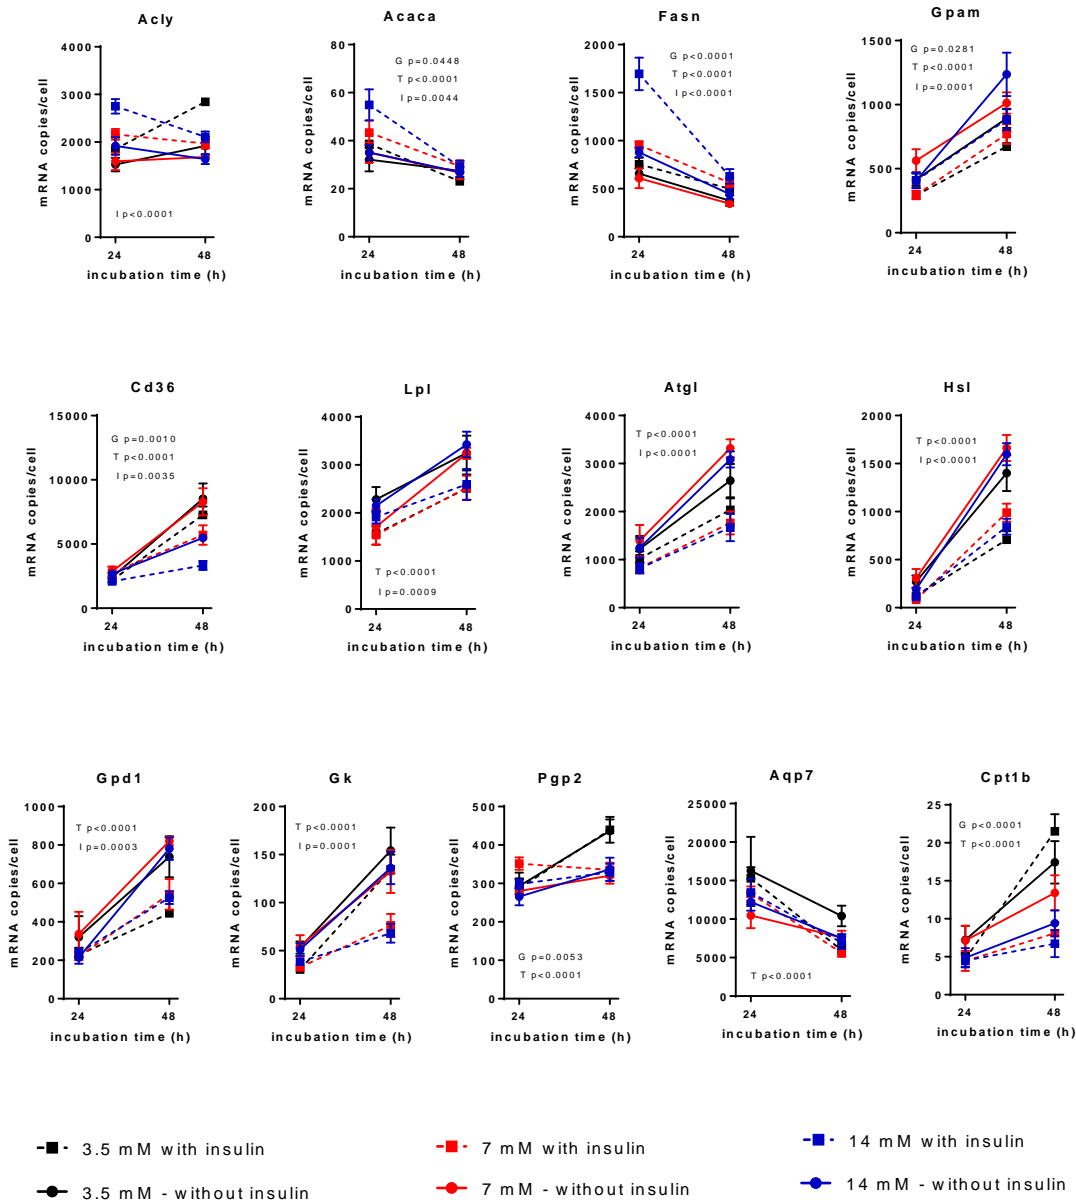 Acly
Acaca
Fasn
Gpam
mRNA copies/cell
4000
3000
2000
1000
0
I p<0.0001
24
48
incubation time (h)
mRNA copies/cell
80
60
40
20
0
G p=0.0448
T p<0.0001
I p=0.0044
24
48
incubation time (h)
mRNA copies/cell
2000
1500
1000
500
0
G p<0.0001
T p<0.0001
I p<0.0001
24
48
incubation time (h)
mRNA copies/cell
1500
1000
500
0
G p=0.0281
T p<0.0001
I p=0.0001
24
48
incubation time (h)
Cd36
Lpl
Atgl
Hsl
mRNA copies/cell
15000
10000
5000
0
G p=0.0010
T p<0.0001
I p=0.0035
24
48
incubation time (h)
mRNA copies/cell
4000
3000
2000
1000
0
T p<0.0001
I p=0.0009
24
48
incubation time (h)
mRNA copies/cell
4000
3000
2000
1000
0
T p<0.0001
I p<0.0001
24
48
incubation time (h)
mRNA copies/cell
2000
1500
1000
500
0
T p<0.0001
I p<0.0001
24
48
incubation time (h)
Gpd1
Gk
Pgp2
Aqp7
Cpt1b
mRNA copies/cell
1000
800
600
400
200
0
T p<0.0001
I p=0.0003
24
48
incubation time (h)
mRNA copies/cell
200
150
100
50
0
T p<0.0001
I p=0.0001
24
48
incubation time (h)
mRNA copies/cell
500
400
300
200
100
0
G p=0.0053
T p<0.0001
24
48
incubation time (h)
mRNA copies/cell
25000
20000
15000
10000
5000
0
T p<0.0001
24
48
incubation time (h)
mRNA copies/cell
25
20
15
10
5
0
G p<0.0001
T p<0.0001
24
48
incubation time (h)
3.5 mM with insulin
7 mM with insulin
14 mM with insulin
3.5 mM - without insulin
7 mM - without insulin
14 mM - without insulin